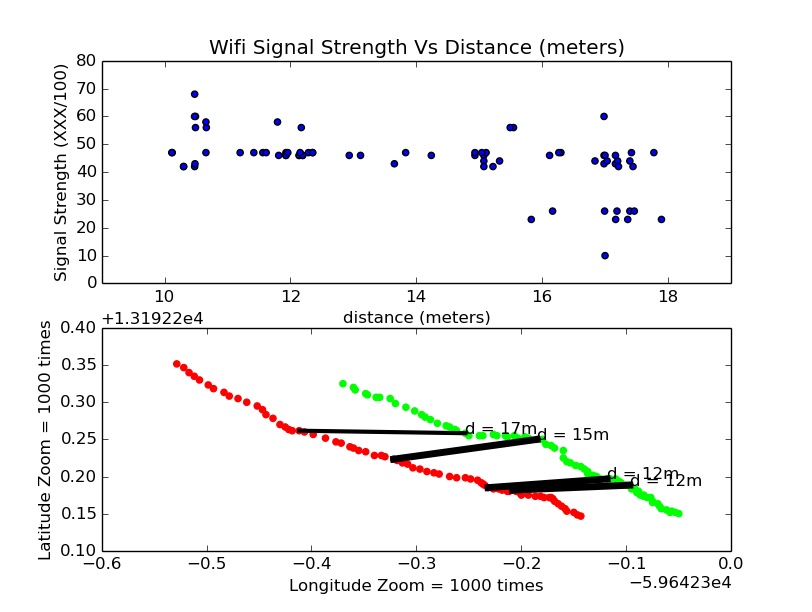 Wifi Signal Strength Vs Distance (meters)
Signal Strength (XXX/100)
80
70
60
50
40
30
20
10
0
10 12 14 16 18
distance (meters)
+1.31922e4
Latitude Zoom = 1000 times
0.40
0.35
0.30
0.25
0.20
0.15
0.10
d = 17m
d = 15m
d = 12m
d = 12m
−0.6 −0.5 −0.4 −0.3 −0.2 −0.1 0.0
Longitude Zoom = 1000 times
−5.96423e4